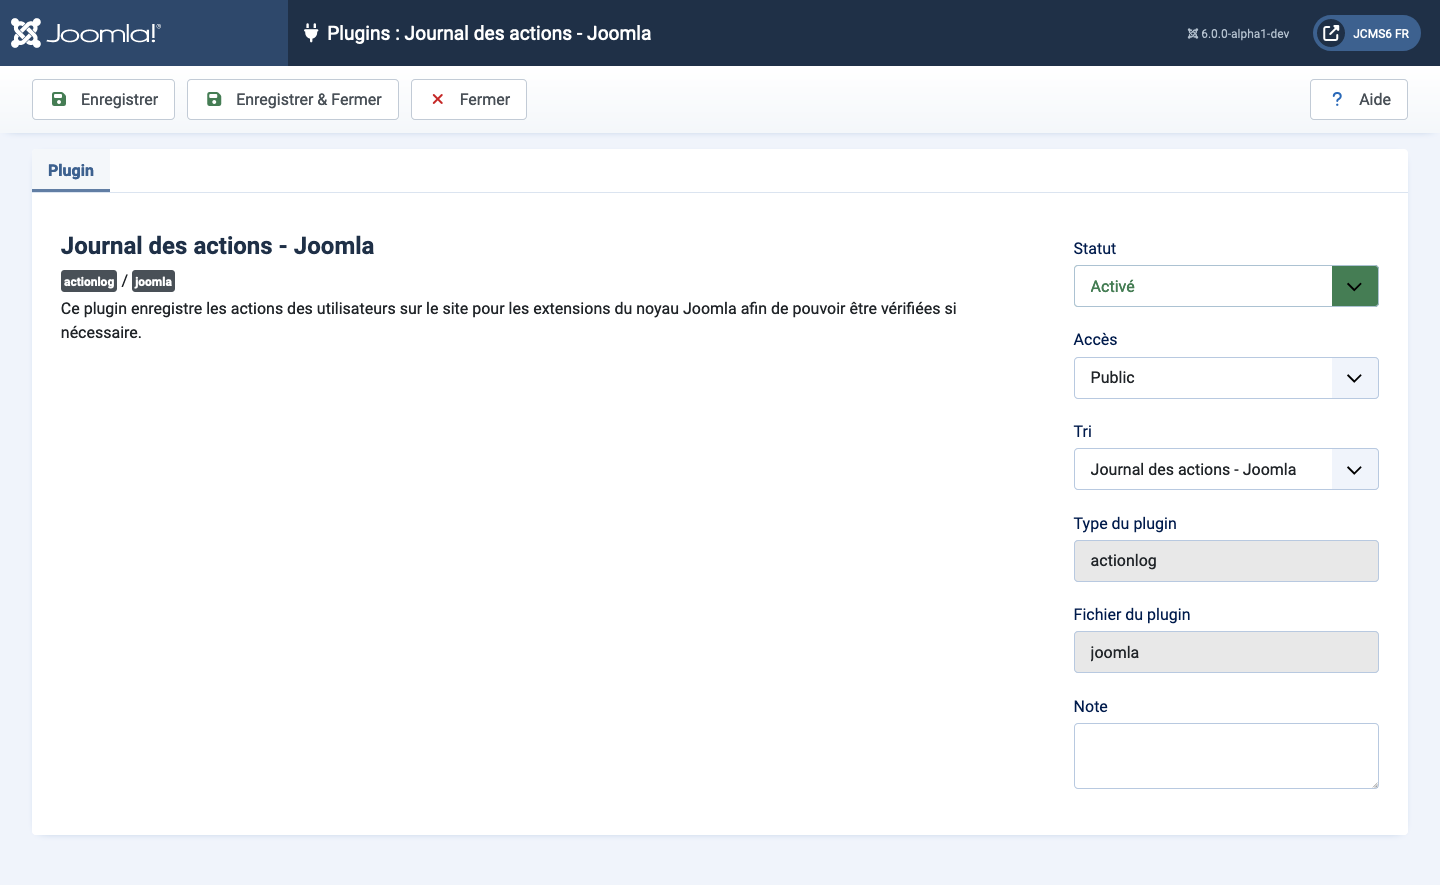 Joomla!
Plugins : Journal des actions - Joomla
6.0.0-alpha1-dev
JCMS6 FR
Enregistrer
Enregistrer & Fermer
Fermer
? Aide
Plugin
Journal des actions - Joomla
actionlog / joomla
Ce plugin enregistre les actions des utilisateurs sur le site pour les extensions du noyau Joomla afin de pouvoir être vérifiées si
nécessaire.
Statut
Activé
Accès
Public
Tri
Journal des actions - Joomla
Type du plugin
actionlog
Fichier du plugin
joomla
Note